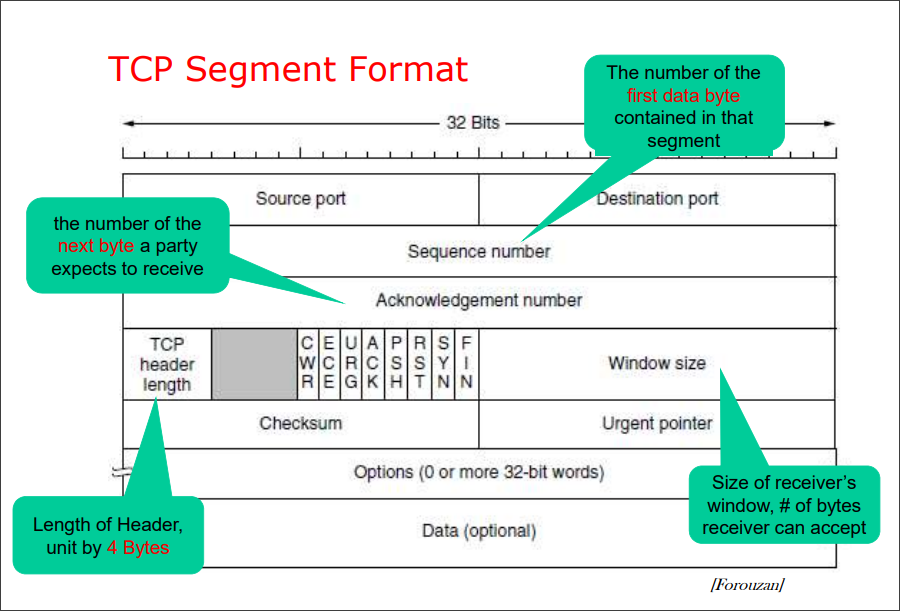 TCP Segment Format
The number of the
first data byte
contained in that
segment
32 Bits
Source port
Destination port
the number of the
next byte a party
expects to receive
Sequence number
Acknowledgement number
TCP
header
length
CWR
ECE
URG
ACK
PSH
RST
SYN
FIN
Window size
Checksum
Urgent pointer
Options (0 or more 32-bit words)
Data (optional)
Length of Header,
unit by 4 Bytes
Size of receiver's
window, # of bytes
receiver can accept
[Forouzan]